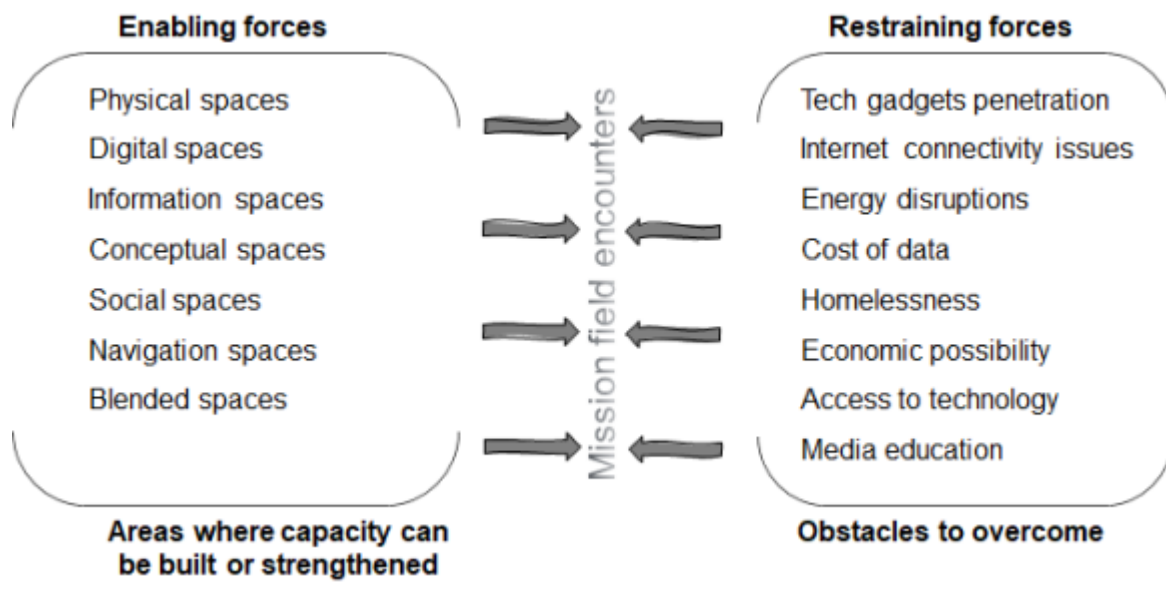 Enabling forces
Physical spaces
Digital spaces
Information spaces
Conceptual spaces
Social spaces
Navigation spaces
Blended spaces
Areas where capacity can
be built or strengthened
Mission field encounters
Restraining forces
Tech gadgets penetration
Internet connectivity issues
Energy disruptions
Cost of data
Homelessness
Economic possibility
Access to technology
Media education
Obstacles to overcome